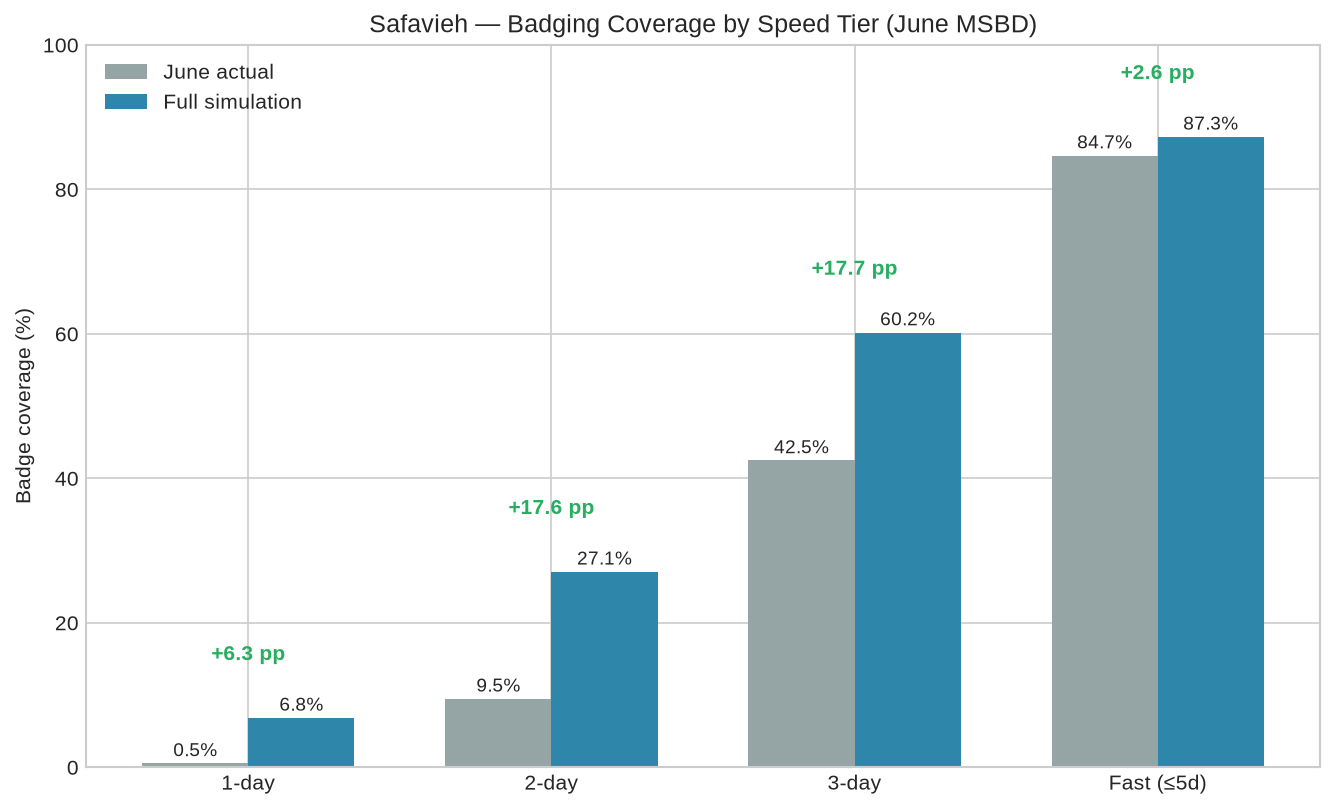 Safavieh — Badging Coverage by Speed Tier (June MSBD)
June actual
Full simulation
Badge coverage (%)
100
80
60
40
20
0
+6.3 pp
0.5%
6.8%
+17.6 pp
9.5%
27.1%
+17.7 pp
42.5%
60.2%
+2.6 pp
84.7%
87.3%
1-day
2-day
3-day
Fast (≤5d)